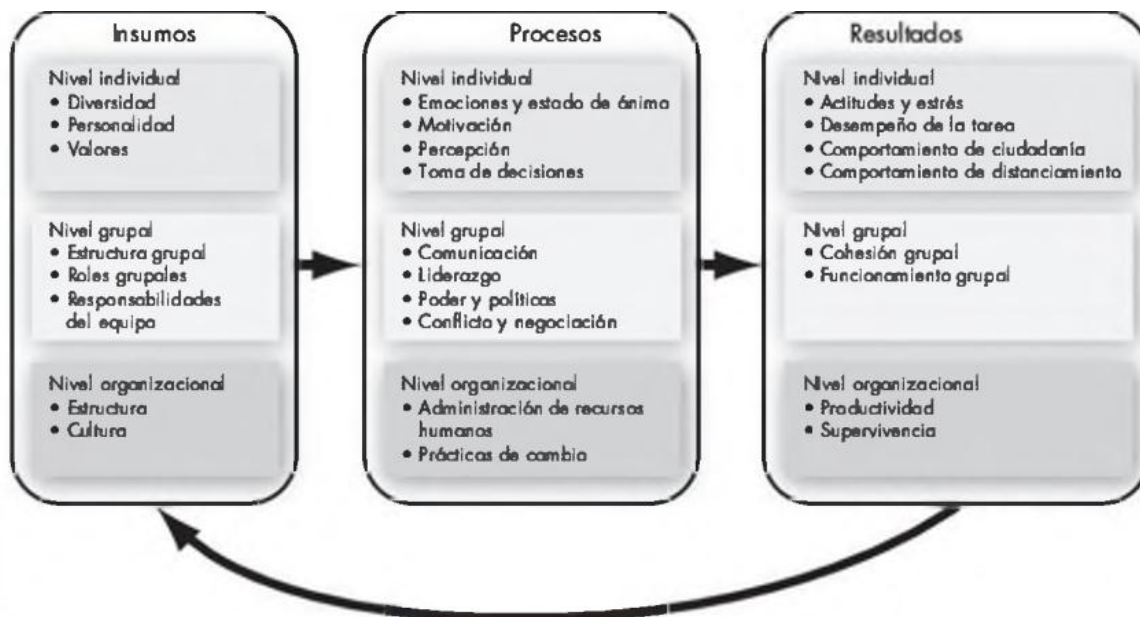 Insumos
Nivel individual
• Diversidad
• Personalidad
• Valores
Nivel grupal
• Estructura grupal
• Roles grupales
• Responsabilidades
del equipo
Nivel organizacional
• Estructura
• Cultura
Procesos
Nivel individual
• Emociones y estado de ánimo
• Motivación
• Percepción
• Toma de decisiones
Nivel grupal
• Comunicación
• Liderazgo
• Poder y políticas
• Conflicto y negociación
Nivel organizacional
• Administración de recursos
humanos
• Prácticas de cambio
Resultados
Nivel individual
• Actitudes y estrés
• Desempeño de la tarea
• Comportamiento de ciudadanía
• Comportamiento de distanciamiento
Nivel grupal
• Cohesión grupal
• Funcionamiento grupal
Nivel organizacional
• Productividad
• Supervivencia